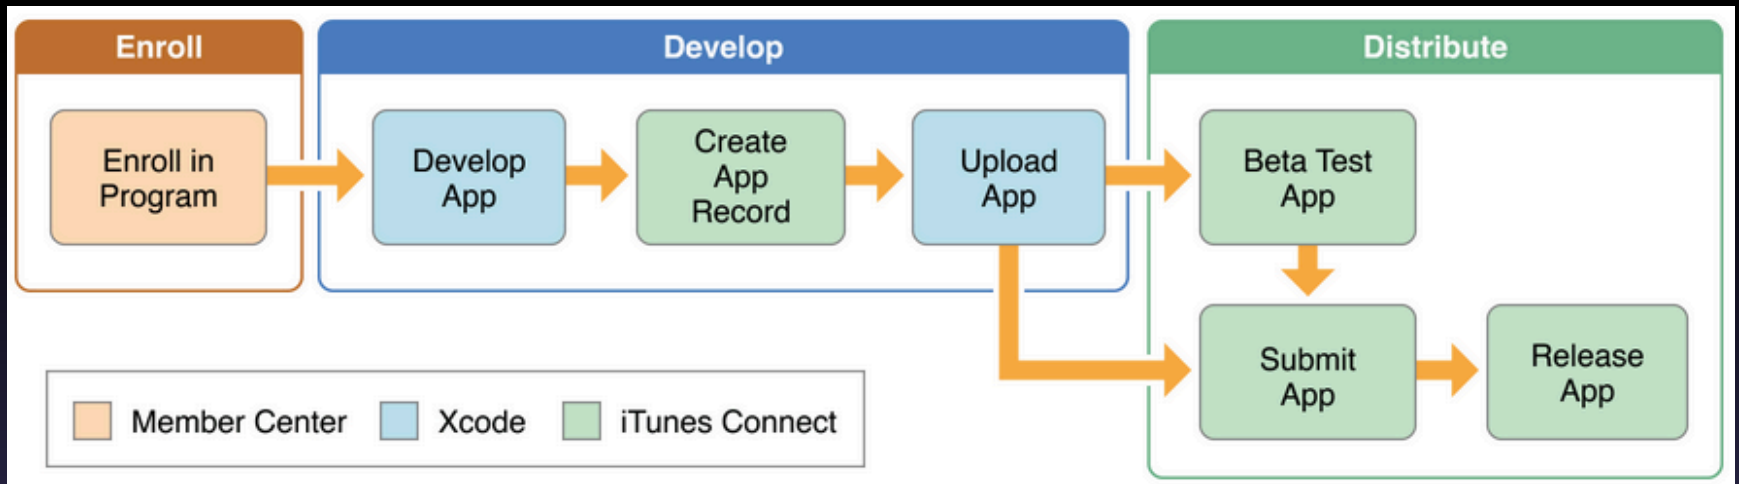 Enroll
Develop
Distribute
Enroll in
Program
Develop
App
Create
App
Record
Upload
App
Beta Test
App
Submit
App
Release
App
Member Center
Xcode
iTunes Connect